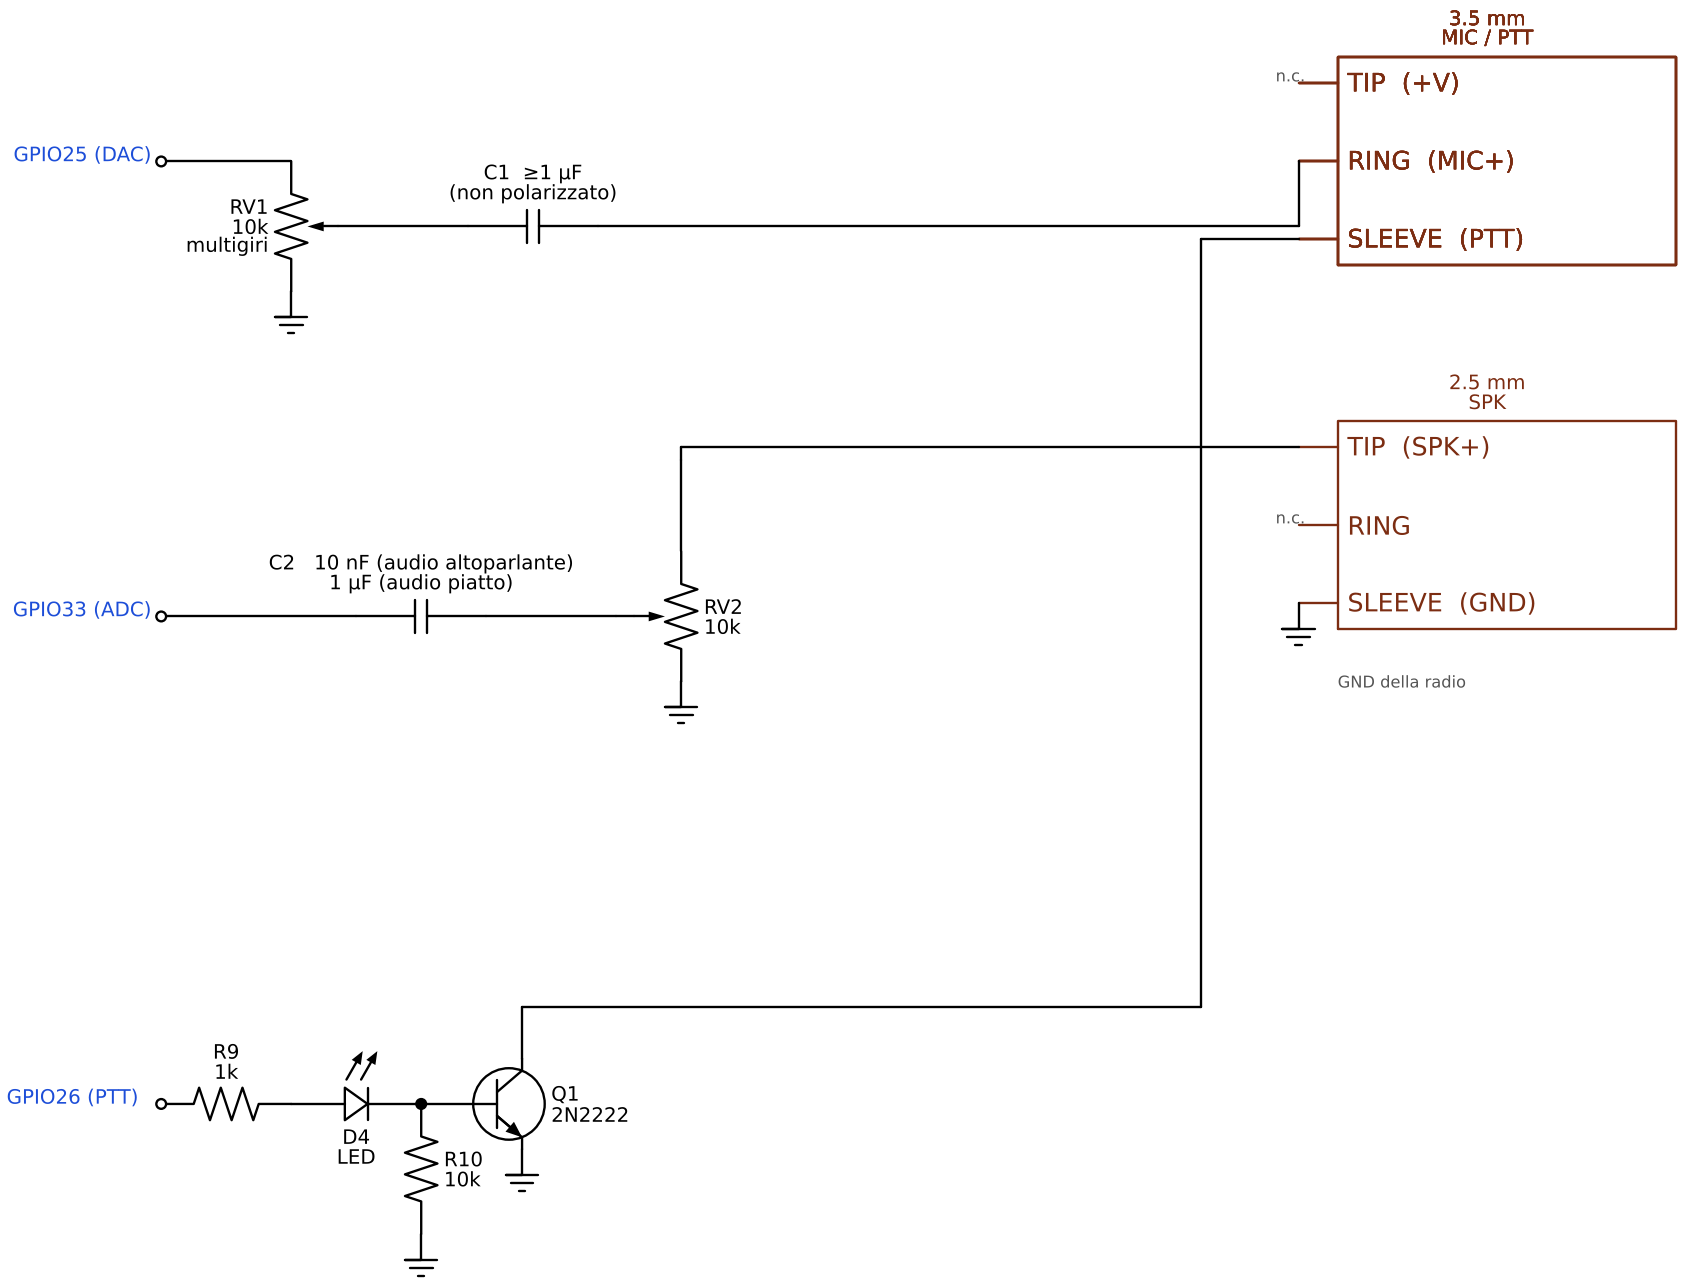 3.5 mm
MIC / PTT
n.c.
TIP (+V)
GPIO25 (DAC)
RING (MIC+)
C1 ≥1 µF
(non polarizzato)
RV1
10k
multigiri
SLEEVE (PTT)
2.5 mm
SPK
TIP (SPK+)
n.c.
RING
C2 10 nF (audio altoparlante)
1 µF (audio piatto)
GPIO33 (ADC)
RV2
10k
SLEEVE (GND)
GND della radio
R9
1k
GPIO26 (PTT)
Q1
2N2222
D4
LED
R10
10k